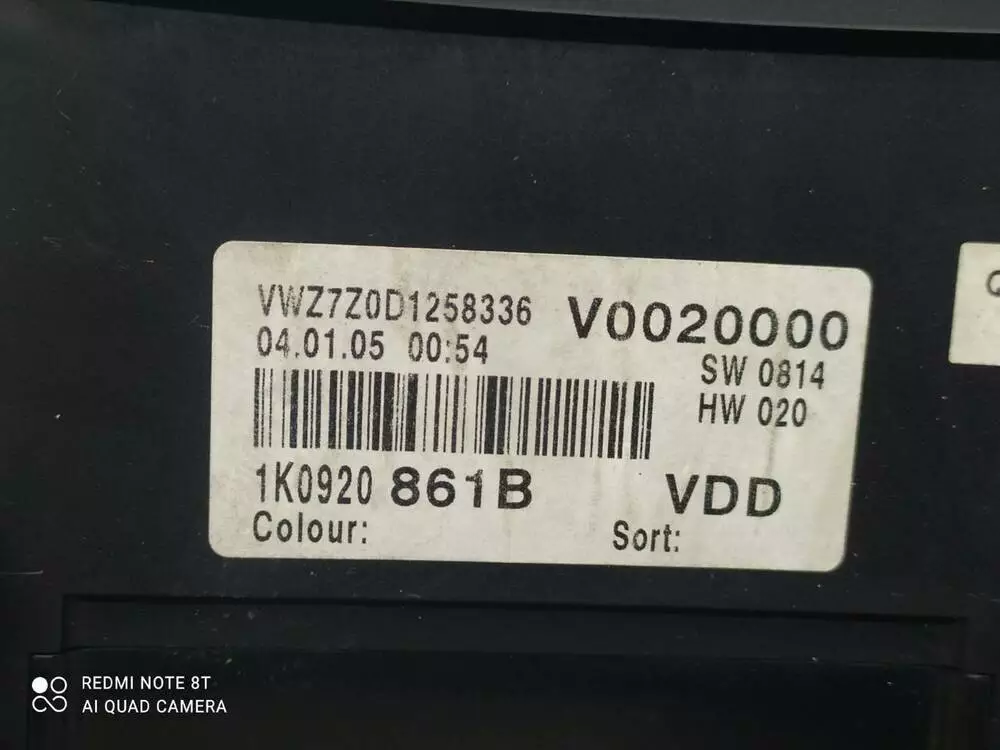 VWZ7Z0D1258336 V0020000
04.01.05 00:54
SW 0814
HW 020
1K0920 861B VDD
Colour: Sort:
Q
REDMI NOTE 8T
AI QUAD CAMERA